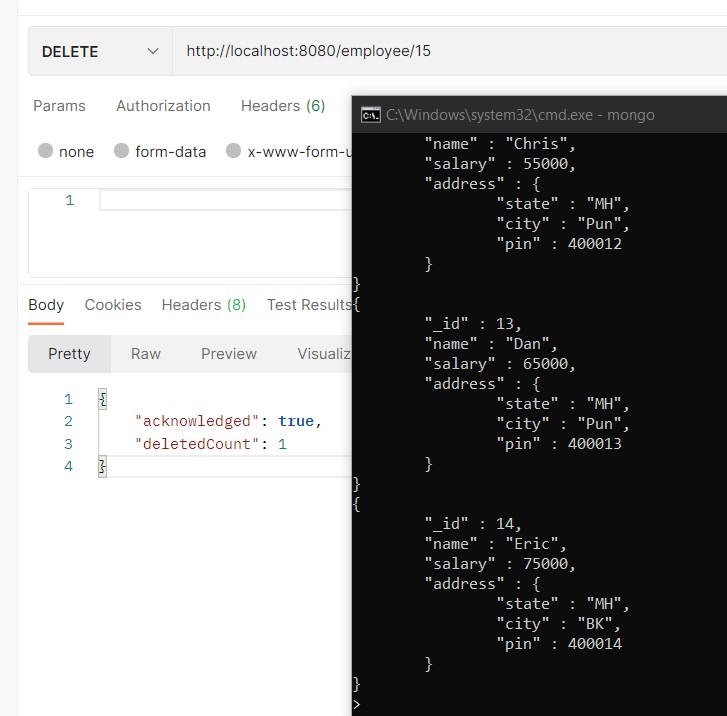 DELETE http://localhost:8080/employee/15
Params Authorization Headers (6)
none form-data x-www-form-u
1
Body Cookies Headers (8) Test Results
Pretty Raw Preview Visualiz
1 {
2 "acknowledged": true,
3 "deletedCount": 1
4 }
C:\Windows\system32\cmd.exe - mongo
"name" : "Chris",
"salary" : 55000,
"address" : {
"state" : "MH",
"city" : "Pun",
"pin" : 400012
}
}
{
"_id" : 13,
"name" : "Dan",
"salary" : 65000,
"address" : {
"state" : "MH",
"city" : "Pun",
"pin" : 400013
}
}
{
"_id" : 14,
"name" : "Eric",
"salary" : 75000,
"address" : {
"state" : "MH",
"city" : "BK",
"pin" : 400014
}
}
>